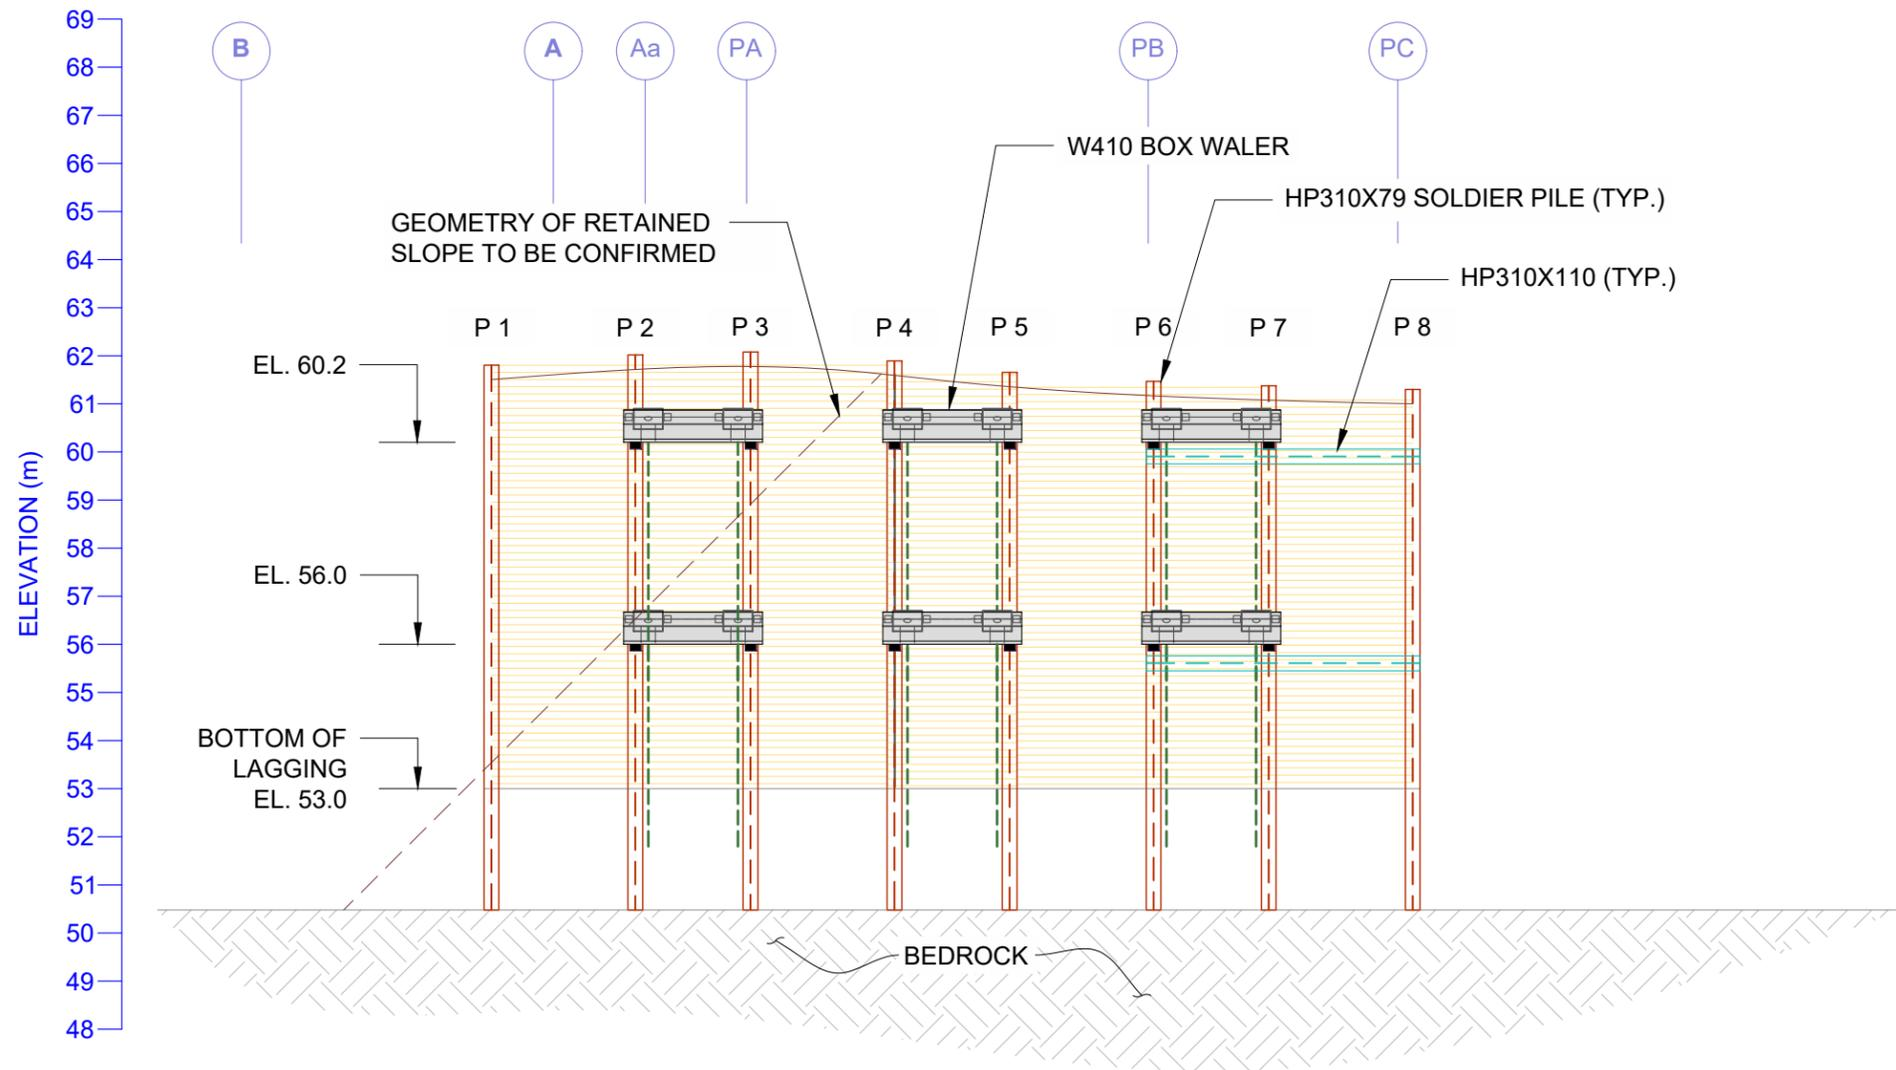 69
68
67
66
65
64
63
62
61
60
59
58
57
56
55
54
53
52
51
50
49
48
ELEVATION (m)
B
A
Aa
PA
PB
PC
W410 BOX WALER
HP310X79 SOLDIER PILE (TYP.)
GEOMETRY OF RETAINED
SLOPE TO BE CONFIRMED
HP310X110 (TYP.)
P 1
P 2
P 3
P 4
P 5
P 6
P 7
P 8
EL. 60.2
EL. 56.0
BOTTOM OF
LAGGING
EL. 53.0
BEDROCK